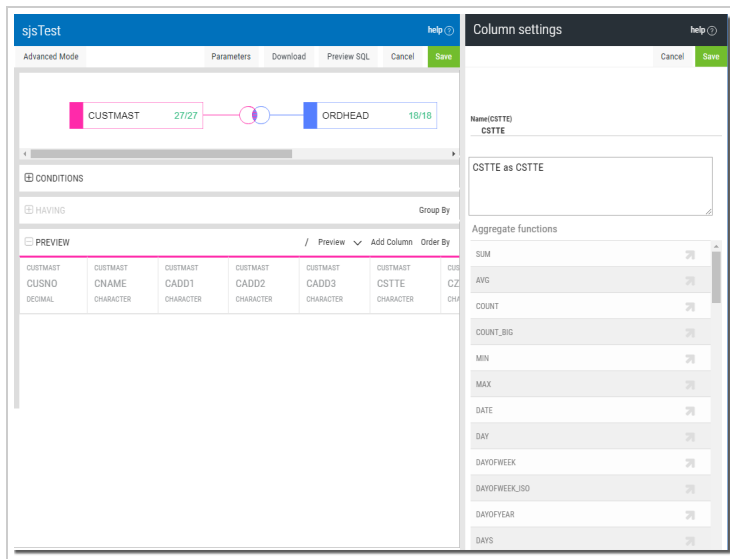 sjsTest help ?
Advanced Mode Parameters Download Preview SQL Cancel Save
CUSTMAST 27/27 ORDHEAD 18/18
CONDITIONS
HAVING Group By
PREVIEW / Preview Add Column Order By
CUSTMAST CUSTMAST CUSTMAST CUSTMAST CUSTMAST CUSTMAST CUS
CUSNO CNAME CADD1 CADD2 CADD3 CSTTE CZ
DECIMAL CHARACTER CHARACTER CHARACTER CHARACTER CHARACTER CHA
Column settings help ?
Cancel Save
Name(CSTTE)
CSTTE
CSTTE as CSTTE
Aggregate functions
SUM
AVG
COUNT
COUNT_BIG
MIN
MAX
DATE
DAY
DAYOFWEEK
DAYOFWEEK_ISO
DAYOFYEAR
DAYS